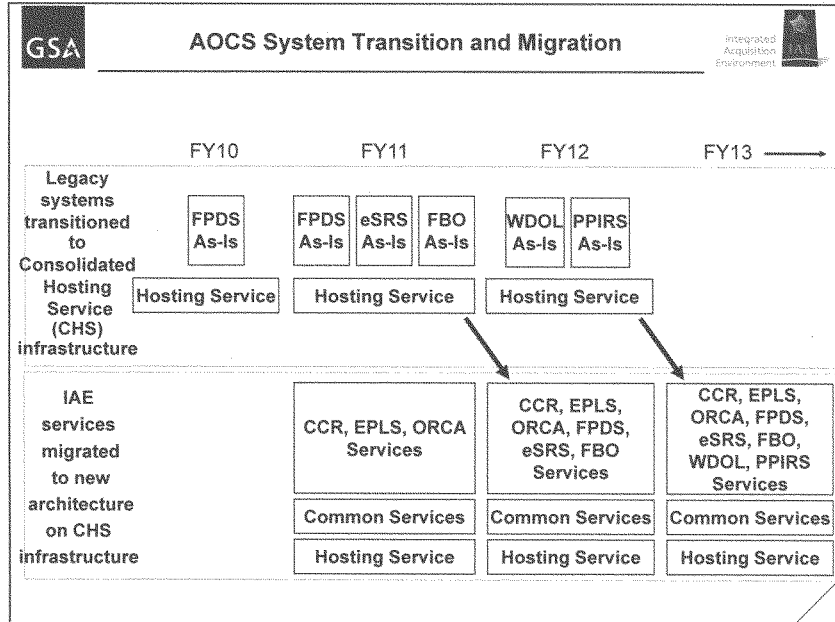 GSA
AOCS System Transition and Migration
Integrated
Acquisition
Environment
IAE
FY10 FY11 FY12 FY13
Legacy
systems
transitioned
to
Consolidated
Hosting
Service
(CHS)
infrastructure
FPDS
As-Is
FPDS
As-Is
eSRS
As-Is
FBO
As-Is
WDOL
As-Is
PPIRS
As-Is
Hosting Service
Hosting Service
Hosting Service
IAE
services
migrated
to new
architecture
on CHS
infrastructure
CCR, EPLS, ORCA
Services
CCR, EPLS,
ORCA, FPDS,
eSRS, FBO
Services
CCR, EPLS,
ORCA, FPDS,
eSRS, FBO,
WDOL, PPIRS
Services
Common Services
Common Services
Common Services
Hosting Service
Hosting Service
Hosting Service